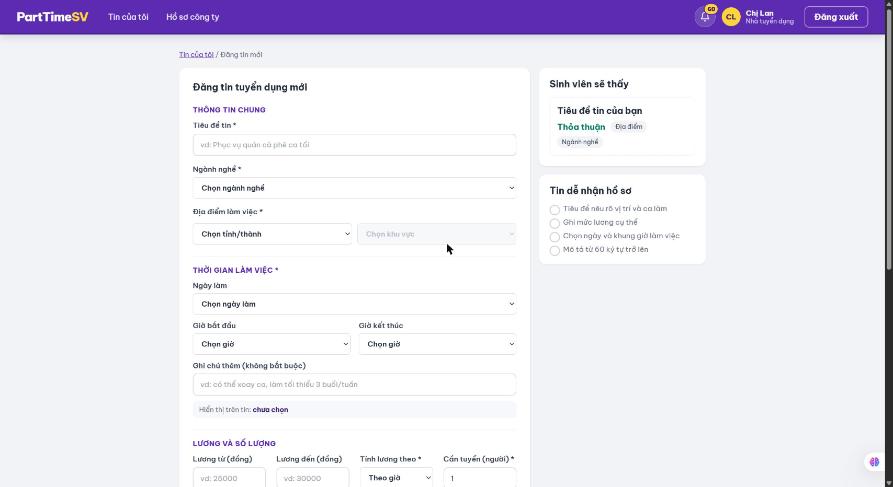 PartTimeSV
Tin của tôi
Hồ sơ công ty
60
CL
Chị Lan
Nhà tuyển dụng
Đăng xuất
Tin của tôi / Đăng tin mới
Đăng tin tuyển dụng mới
THÔNG TIN CHUNG
Tiêu đề tin *
vd: Phục vụ quán cà phê ca tối
Ngành nghề *
Chọn ngành nghề
Địa điểm làm việc *
Chọn tỉnh/thành
Chọn khu vực
THỜI GIAN LÀM VIỆC *
Ngày làm
Chọn ngày làm
Giờ bắt đầu
Giờ kết thúc
Chọn giờ
Chọn giờ
Ghi chú thêm (không bắt buộc)
vd: có thể xoay ca, làm tối thiểu 3 buổi/tuần
Hiển thị trên tin: chưa chọn
LƯƠNG VÀ SỐ LƯỢNG
Lương từ (đồng)
Lương đến (đồng)
Tính lương theo *
Cần tuyển (người) *
vd: 25000
vd: 30000
Theo giờ
1
Sinh viên sẽ thấy
Tiêu đề tin của bạn
Thỏa thuận
Địa điểm
Ngành nghề
Tin dễ nhận hồ sơ
Tiêu đề nêu rõ vị trí và ca làm
Ghi mức lương cụ thể
Chọn ngày và khung giờ làm việc
Mô tả từ 60 ký tự trở lên